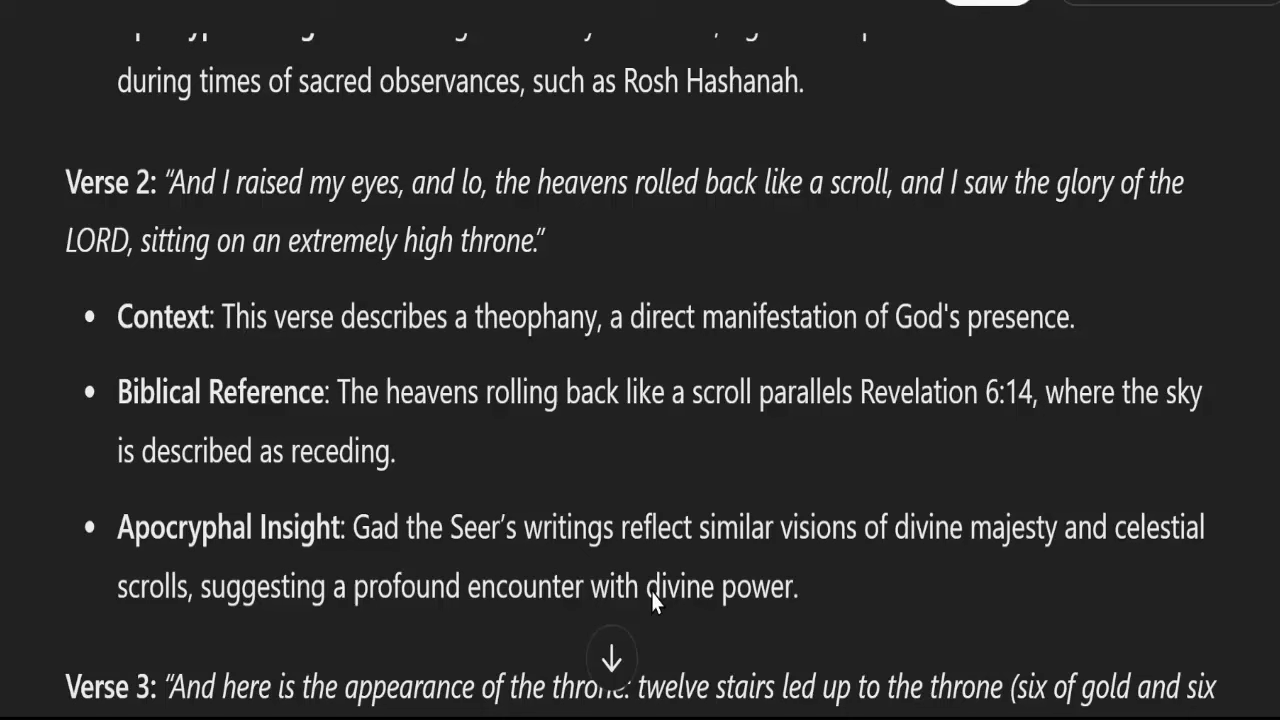 during times of sacred observances, such as Rosh Hashanah.
Verse 2: “And I raised my eyes, and lo, the heavens rolled back like a scroll, and I saw the glory of the
LORD, sitting on an extremely high throne.”
• Context: This verse describes a theophany, a direct manifestation of God's presence.
• Biblical Reference: The heavens rolling back like a scroll parallels Revelation 6:14, where the sky
is described as receding.
• Apocryphal Insight: Gad the Seer’s writings reflect similar visions of divine majesty and celestial
scrolls, suggesting a profound encounter with divine power.
Verse 3: “And here is the appearance of the throne: twelve stairs led up to the throne (six of gold and six